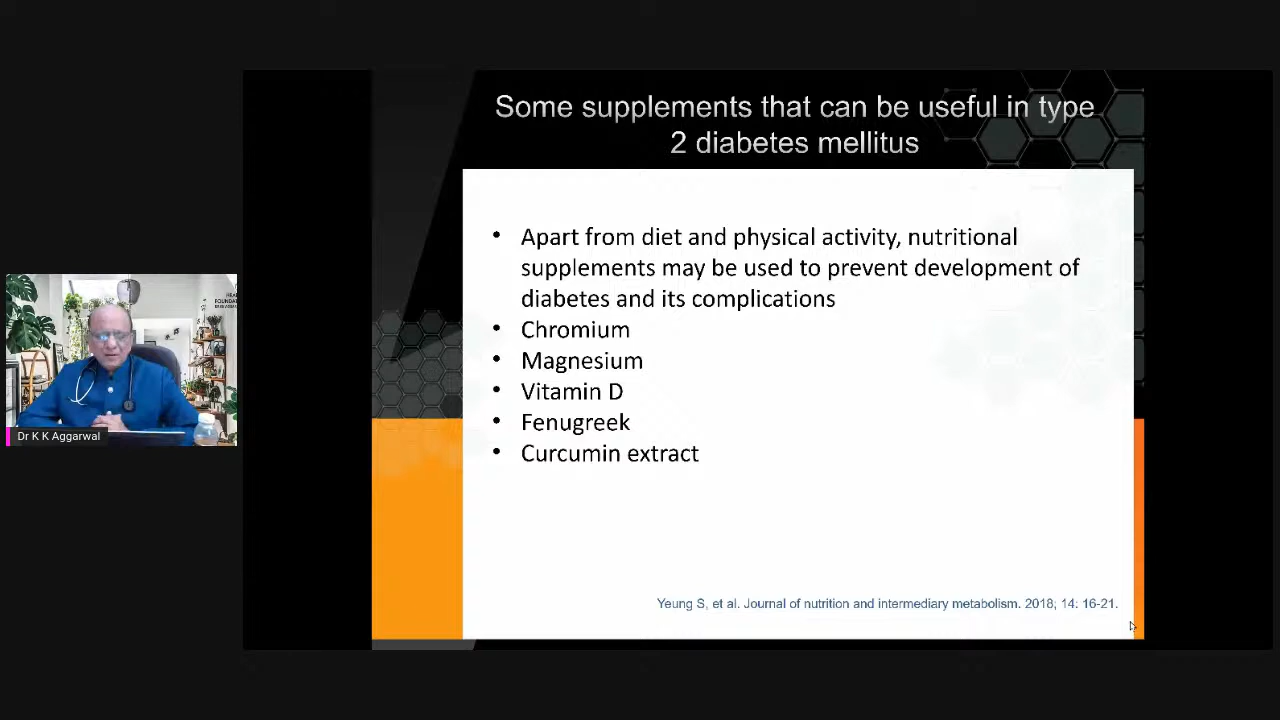 Some supplements that can be useful in type
2 diabetes mellitus
• Apart from diet and physical activity, nutritional
supplements may be used to prevent development of
diabetes and its complications
• Chromium
• Magnesium
• Vitamin D
• Fenugreek
• Curcumin extract
Yeung S, et al. Journal of nutrition and intermediary metabolism. 2018; 14: 16-21.
Dr K K Aggarwal